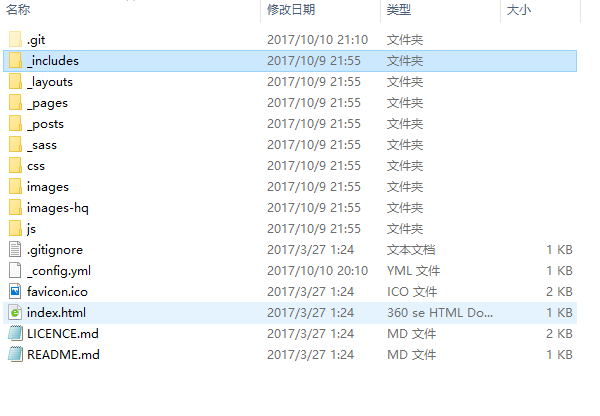 名称 修改日期 类型 大小
.git 2017/10/10 21:10 文件夹
_includes 2017/10/9 21:55 文件夹
_layouts 2017/10/9 21:55 文件夹
_pages 2017/10/9 21:55 文件夹
_posts 2017/10/9 21:55 文件夹
_sass 2017/10/9 21:55 文件夹
css 2017/10/9 21:55 文件夹
images 2017/10/9 21:55 文件夹
images-hq 2017/10/9 21:55 文件夹
js 2017/10/9 21:55 文件夹
.gitignore 2017/3/27 1:24 文本文档 1 KB
_config.yml 2017/10/10 20:10 YML 文件 1 KB
favicon.ico 2017/3/27 1:24 ICO 文件 2 KB
index.html 2017/3/27 1:24 360 se HTML Do... 1 KB
LICENCE.md 2017/3/27 1:24 MD 文件 2 KB
README.md 2017/3/27 1:24 MD 文件 1 KB